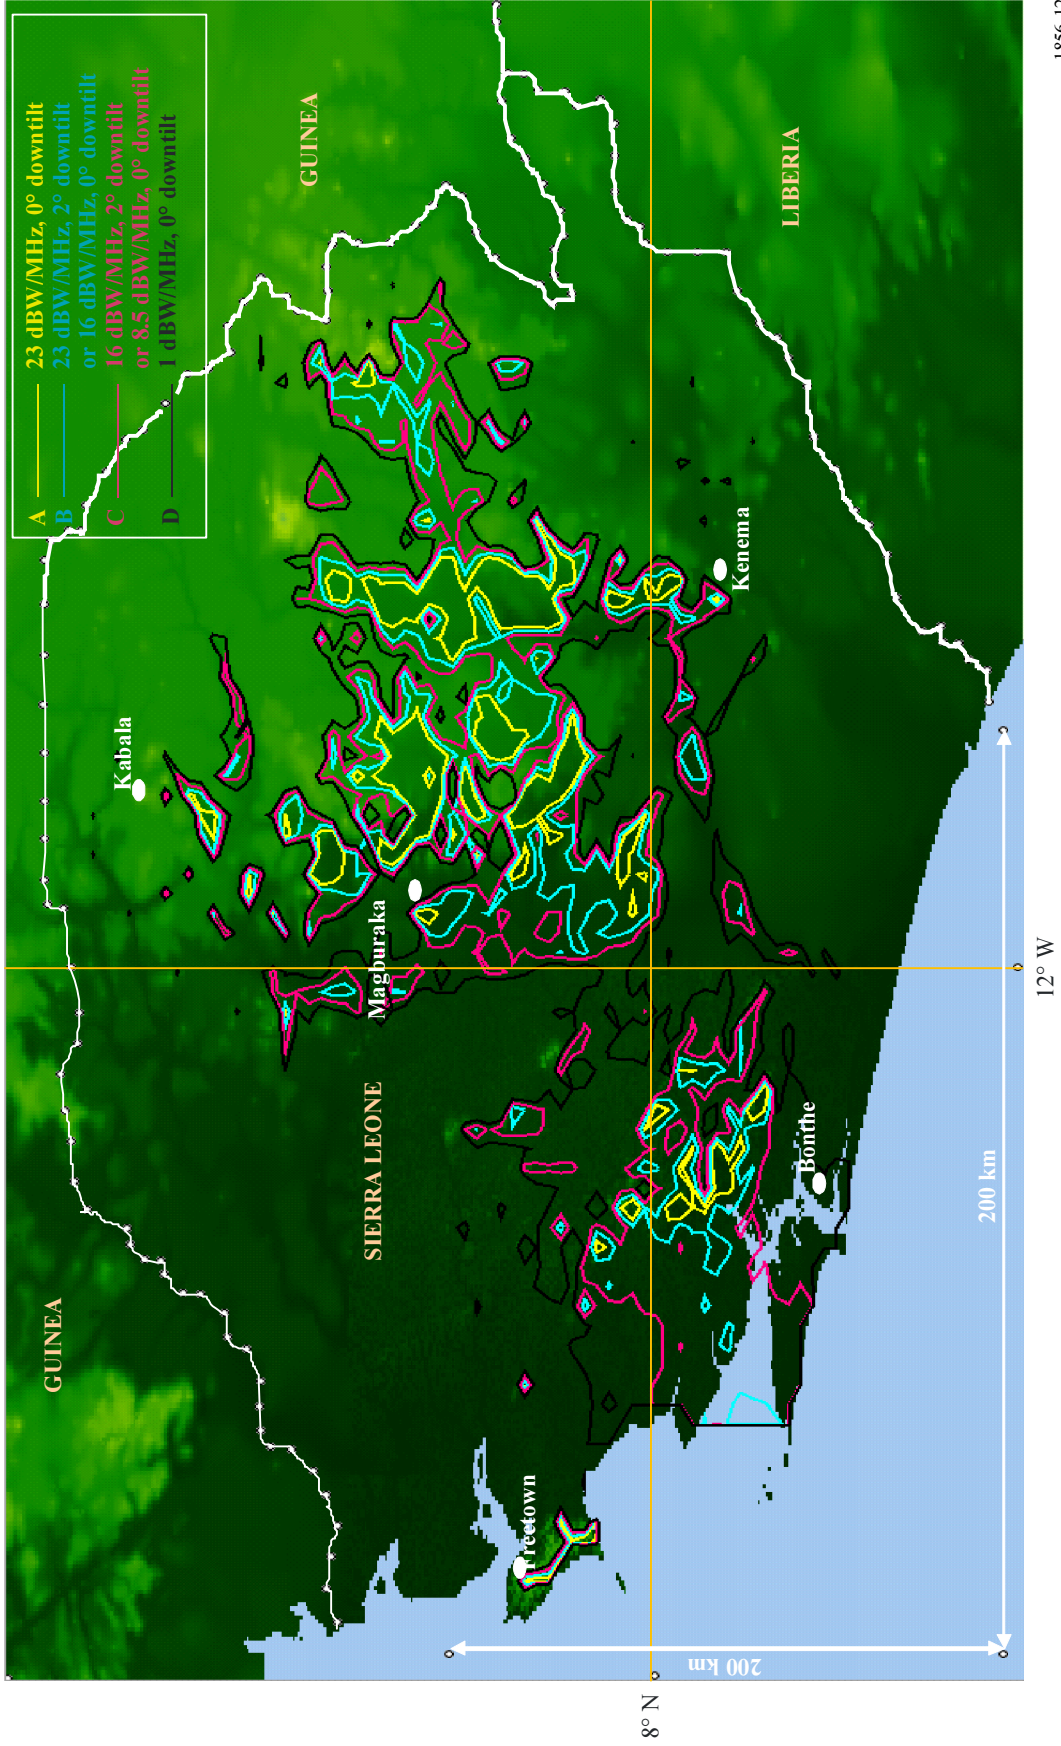 A 23 dBW/MHz, 0° downtilt
B 23 dBW/MHz, 2° downtilt
or 16 dBW/MHz, 0° downtilt
C 16 dBW/MHz, 2° downtilt
or 8.5 dBW/MHz, 0° downtilt
D 1 dBW/MHz, 0° downtilt
GUINEA
GUINEA
LIBERIA
SIERRA LEONE
Kabala
Magburaka
Kenema
Bonthe
Freetown
200 km
200 km
8° N
12° W